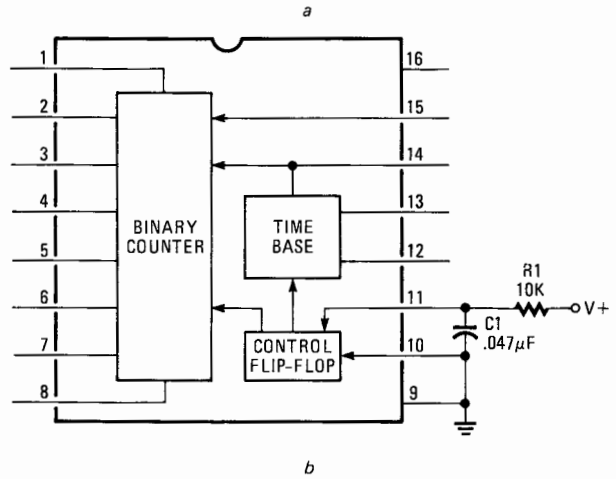 a
1
16
2
15
3
14
4
13
BINARY
COUNTER
TIME
BASE
5
12
6
11
R1
10K
V+
C1
.047µF
7
10
CONTROL
FLIP-FLOP
8
9
b